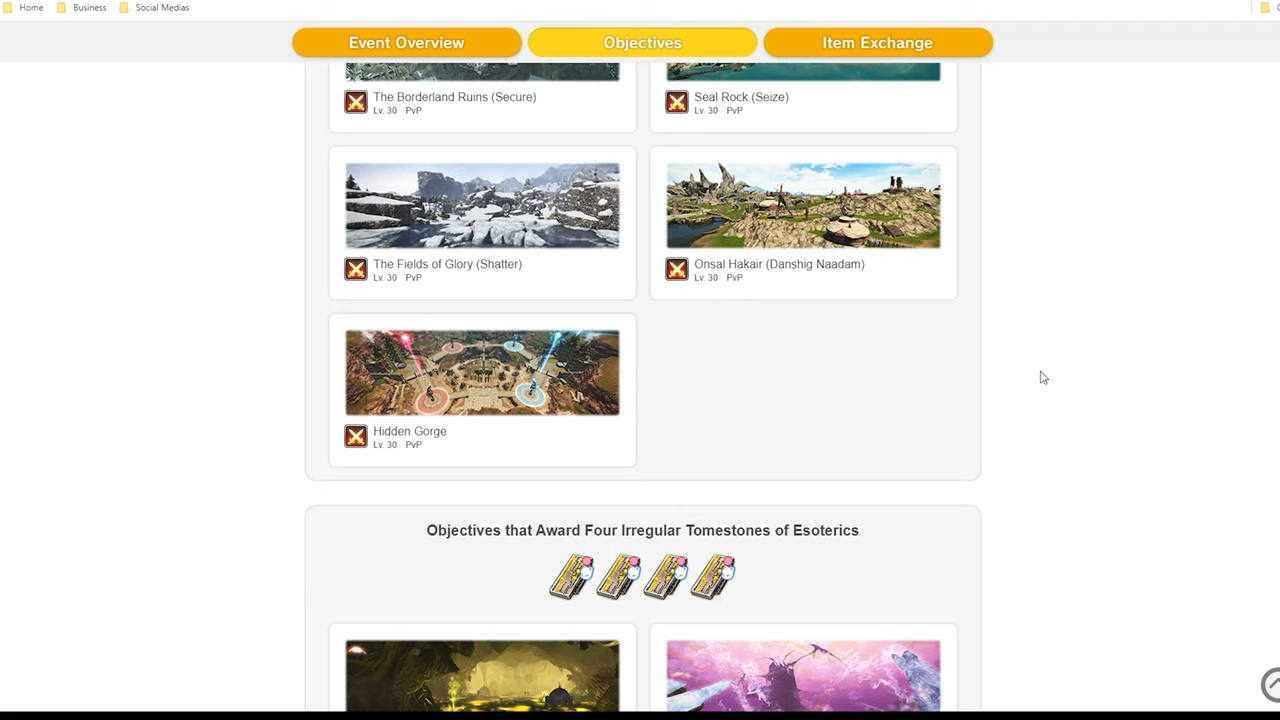 Home Business Social Medias
Event Overview Objectives Item Exchange
The Borderland Ruins (Secure)
Lv. 30 PvP
Seal Rock (Seize)
Lv. 30 PvP
The Fields of Glory (Shatter)
Lv. 30 PvP
Onsal Hakair (Danshig Naadam)
Lv. 30 PvP
Hidden Gorge
Lv. 30 PvP
Objectives that Award Four Irregular Tomestones of Esoterics